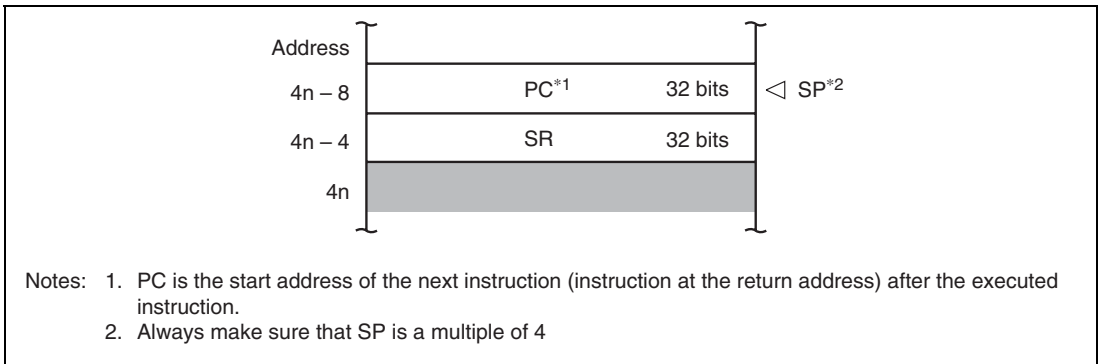 Address
4n – 8 PC*1 32 bits ◁ SP*2
4n – 4 SR 32 bits
4n
Notes: 1. PC is the start address of the next instruction (instruction at the return address) after the executed
instruction.
2. Always make sure that SP is a multiple of 4